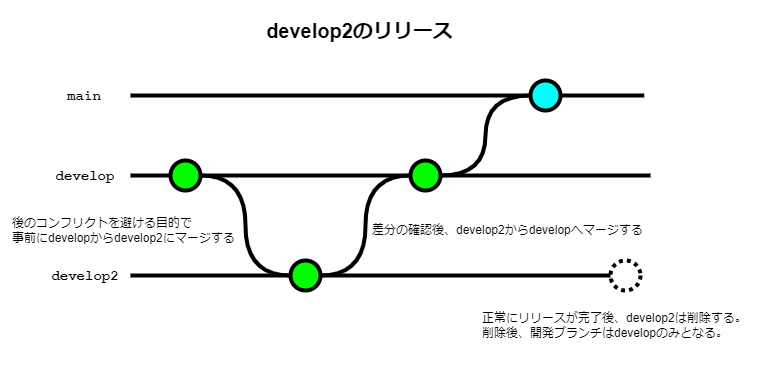 develop2のリリース
main
develop
後のコンフリクトを避ける目的で
事前にdevelopからdevelop2にマージする
差分の確認後、develop2からdevelopへマージする
develop2
正常にリリースが完了後、develop2は削除する。
削除後、開発ブランチはdevelopのみとなる。